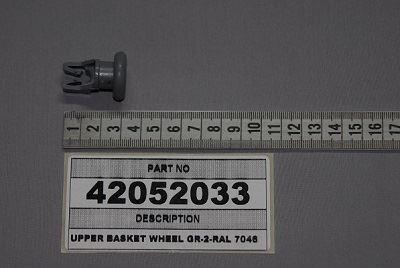 1 2 3 4 5 6 7 8 9 10 11 12 13 14 15 16 17
PART NO
42052033
DESCRIPTION
UPPER BASKET WHEEL GR-2-RAL 7046